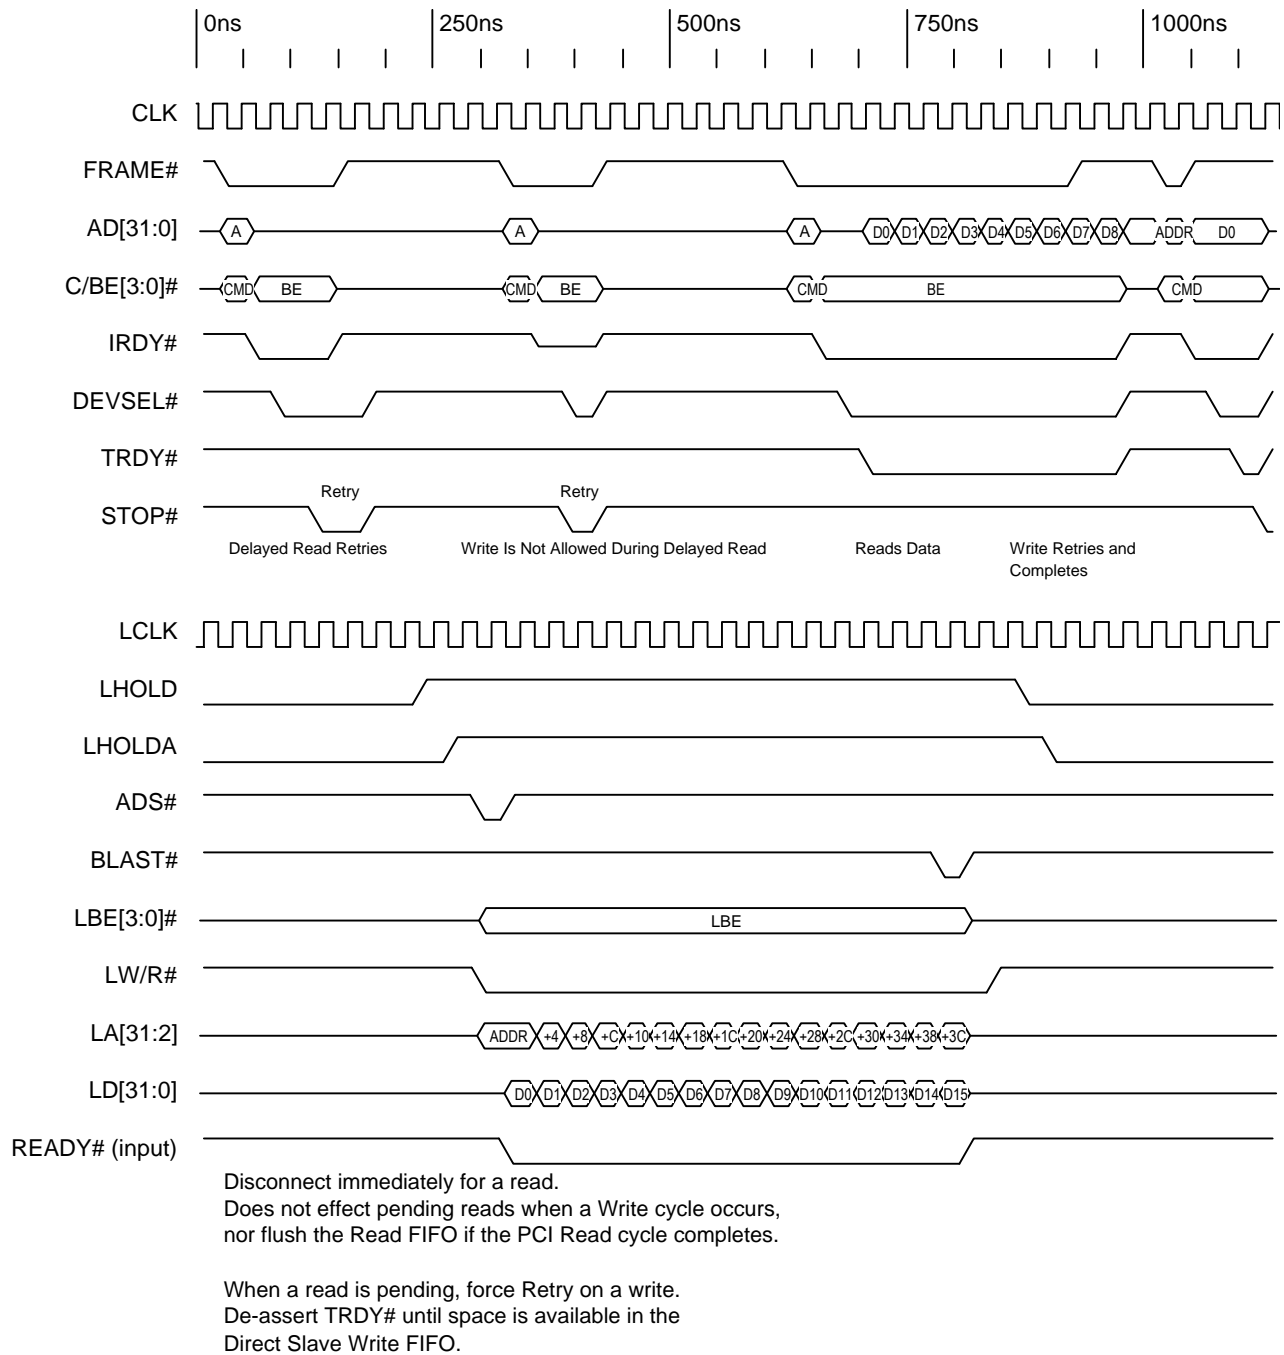 0ns 250ns 500ns 750ns 1000ns
CLK
FRAME#
AD[31:0] A A A D0 D1 D2 D3 D4 D5 D6 D7 D8 ADDR D0
C/BE[3:0]# CMD BE CMD BE CMD BE CMD
IRDY#
DEVSEL#
TRDY#
Retry Retry
STOP#
Delayed Read Retries Write Is Not Allowed During Delayed Read Reads Data Write Retries and
Completes
LCLK
LHOLD
LHOLDA
ADS#
BLAST#
LBE[3:0]# LBE
LW/R#
LA[31:2] ADDR +4 +8 +C +10 +14 +18 +1C +20 +24 +28 +2C +30 +34 +38 +3C
LD[31:0] D0 D1 D2 D3 D4 D5 D6 D7 D8 D9 D10 D11 D12 D13 D14 D15
READY# (input)
Disconnect immediately for a read.
Does not effect pending reads when a Write cycle occurs,
nor flush the Read FIFO if the PCI Read cycle completes.
When a read is pending, force Retry on a write.
De-assert TRDY# until space is available in the
Direct Slave Write FIFO.